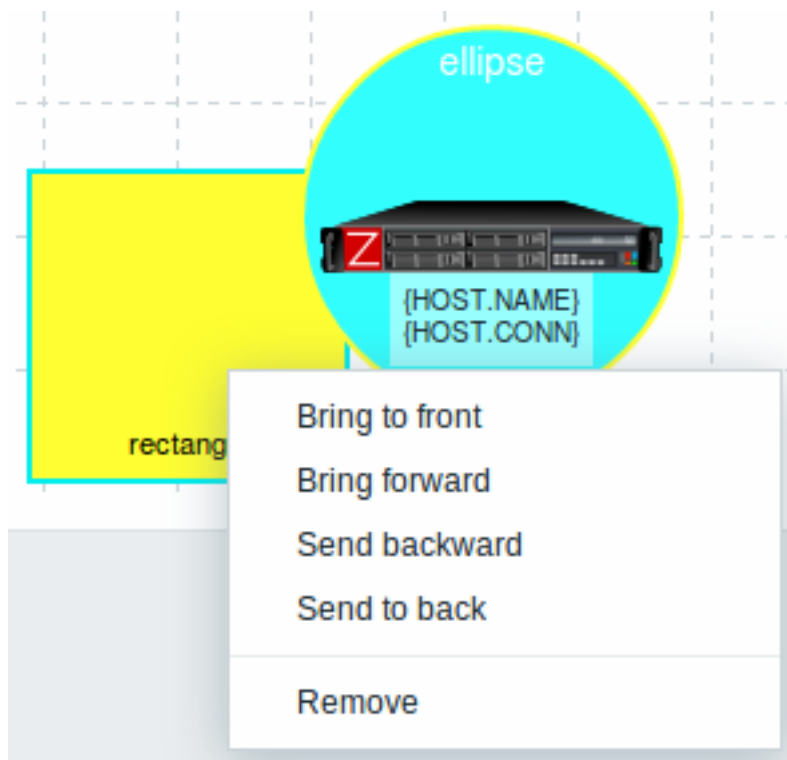 ellipse
Z
{HOST.NAME}
{HOST.CONN}
rectang
Bring to front
Bring forward
Send backward
Send to back
Remove